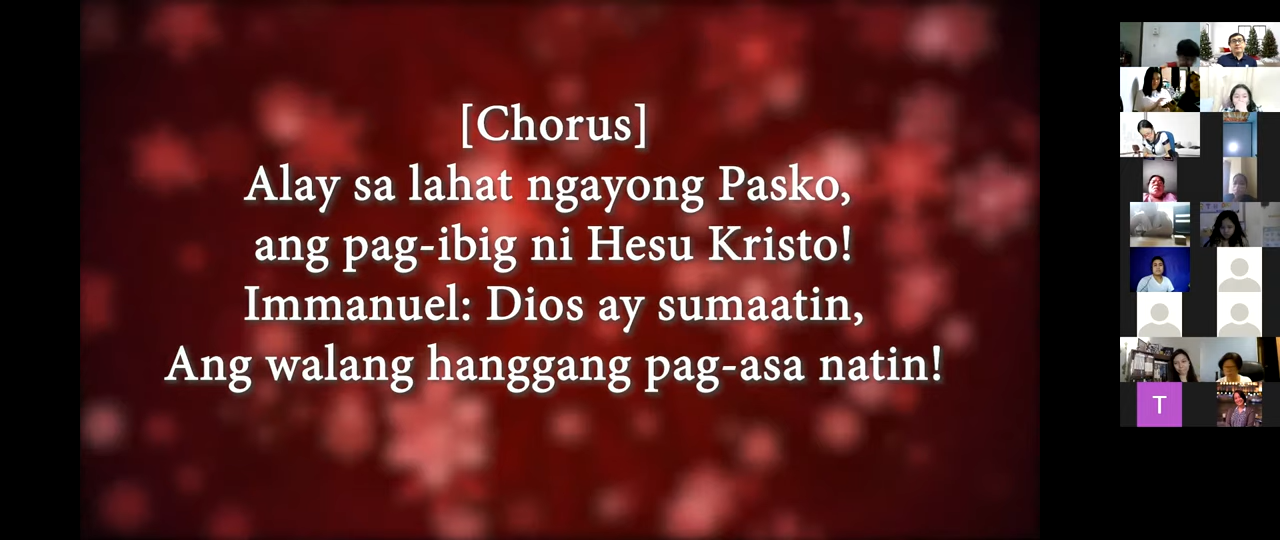 [Chorus]
Alay sa lahat ngayong Pasko,
ang pag-ibig ni Hesu Kristo!
Immanuel: Dios ay sumaatin,
Ang walang hanggang pag-asa natin!
T